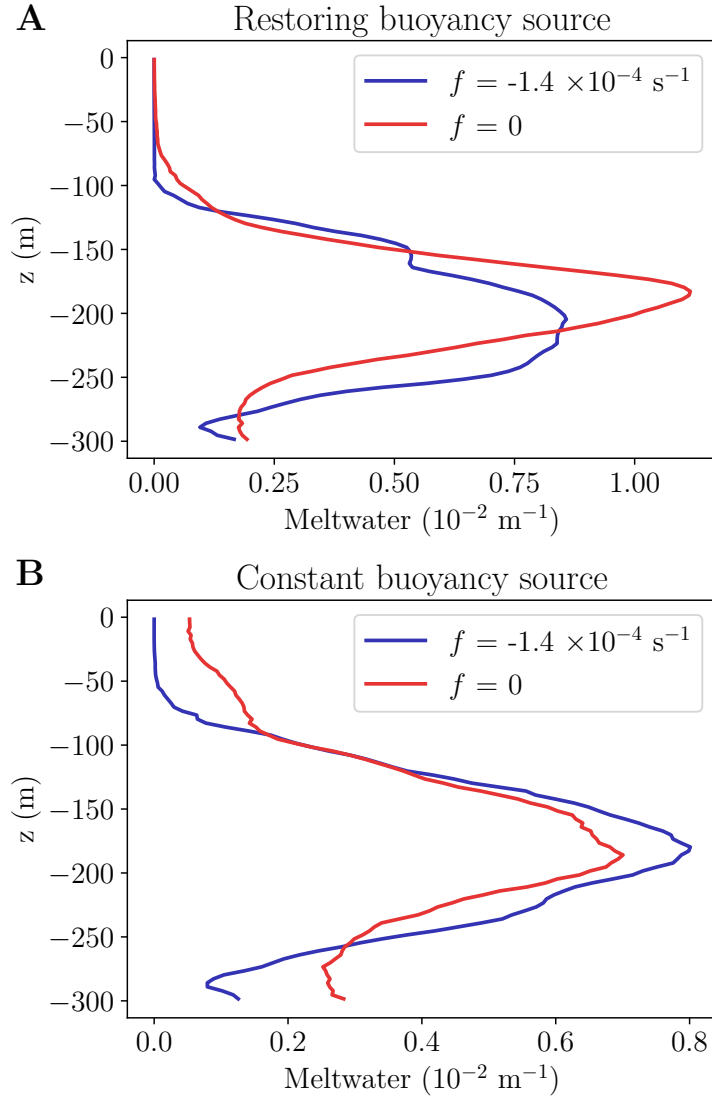 A
Restoring buoyancy source
f = -1.4 ×10⁻⁴ s⁻¹
f = 0
0
−50
−100
−150
−200
−250
−300
z (m)
0.00 0.25 0.50 0.75 1.00
Meltwater (10⁻² m⁻¹)
B
Constant buoyancy source
f = -1.4 ×10⁻⁴ s⁻¹
f = 0
0
−50
−100
−150
−200
−250
−300
z (m)
0.0 0.2 0.4 0.6 0.8
Meltwater (10⁻² m⁻¹)